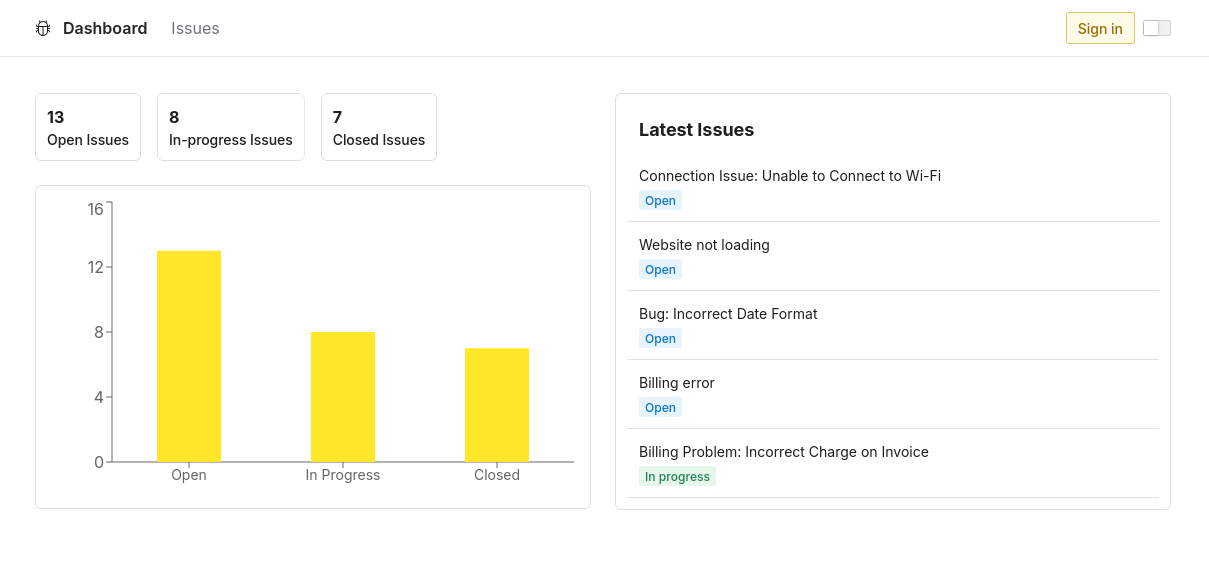 Dashboard Issues Sign in
13
Open Issues
8
In-progress Issues
7
Closed Issues
16
12
8
4
0
Open In Progress Closed
Latest Issues
Connection Issue: Unable to Connect to Wi-Fi
Open
Website not loading
Open
Bug: Incorrect Date Format
Open
Billing error
Open
Billing Problem: Incorrect Charge on Invoice
In progress